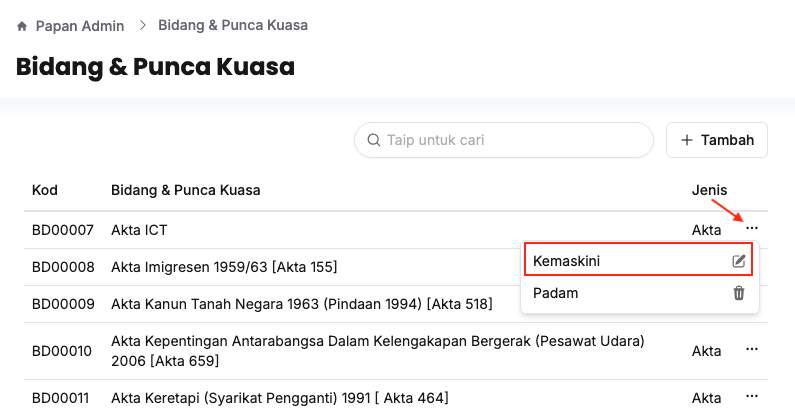 Papan Admin > Bidang & Punca Kuasa
Bidang & Punca Kuasa
Taip untuk cari
+ Tambah
Kod Bidang & Punca Kuasa Jenis
BD00007 Akta ICT Akta ...
Kemaskini
BD00008 Akta Imigresen 1959/63 [Akta 155]
Padam
BD00009 Akta Kanun Tanah Negara 1963 (Pindaan 1994) [Akta 518]
BD00010 Akta Kepentingan Antarabangsa Dalam Kelengakapan Bergerak (Pesawat Udara)
2006 [Akta 659] Akta ...
BD00011 Akta Keretapi (Syarikat Pengganti) 1991 [ Akta 464] Akta ...